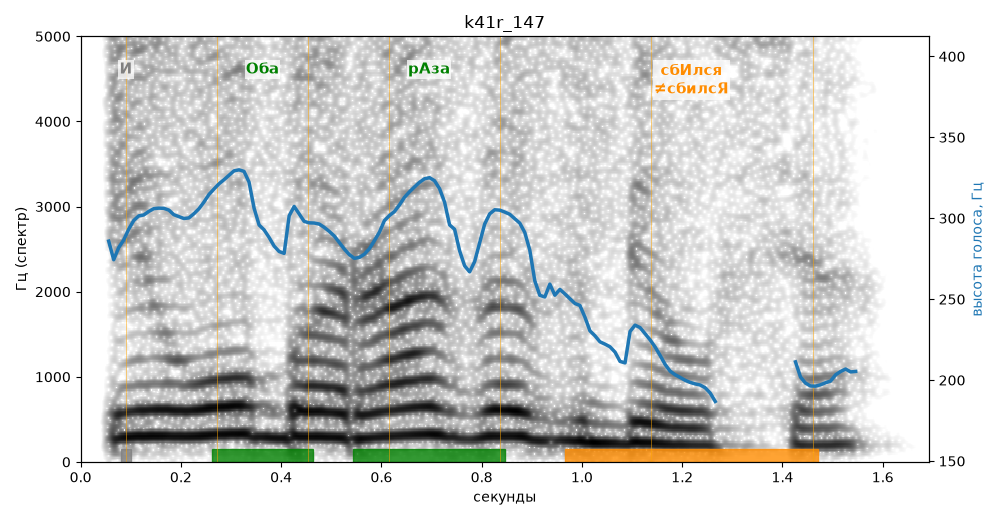 k41r_147
И
Оба
рАза
сбИлся
≠сбилсЯ
5000
4000
3000
2000
1000
0
Гц (спектр)
400
350
300
250
200
150
высота голоса, Гц
0.0 0.2 0.4 0.6 0.8 1.0 1.2 1.4 1.6
секунды